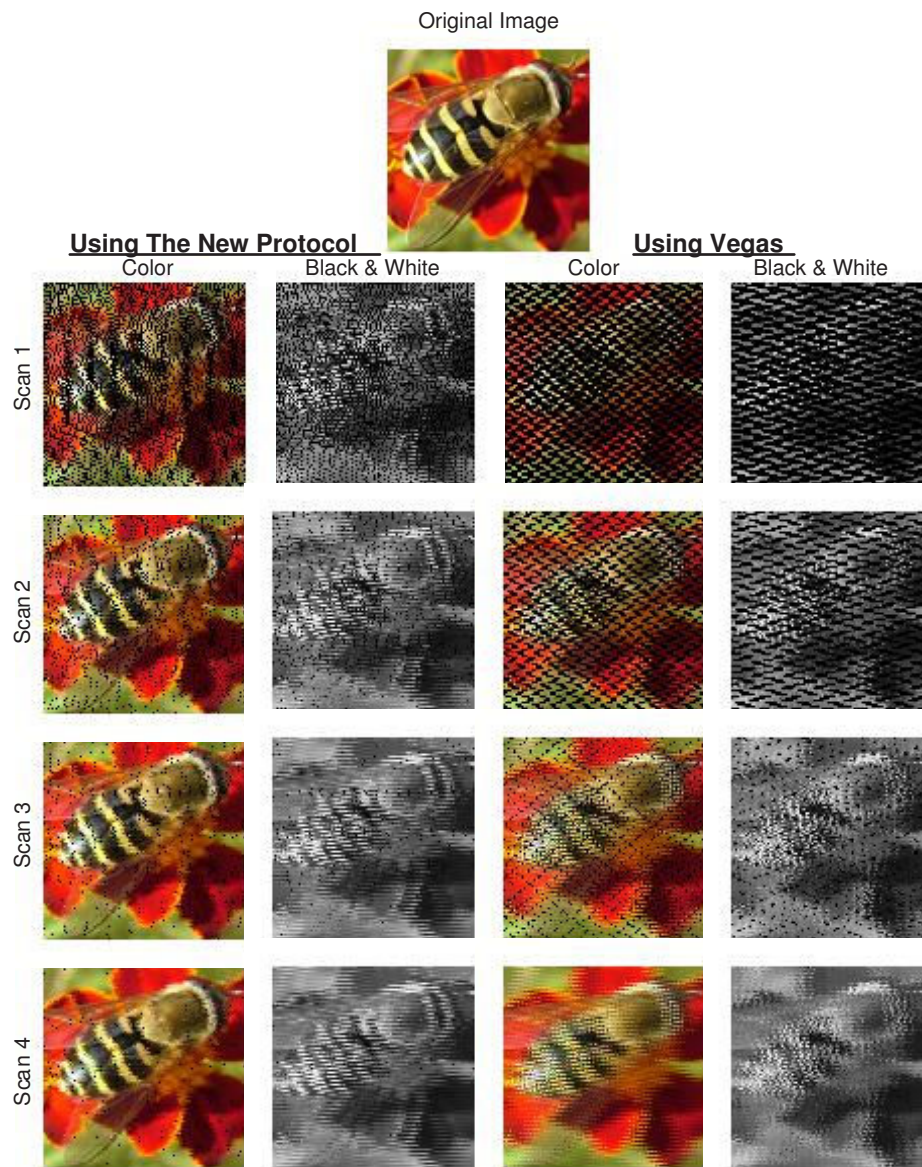 Original Image
Using The New Protocol
Using Vegas
Color
Black & White
Color
Black & White
Scan 1
Scan 2
Scan 3
Scan 4